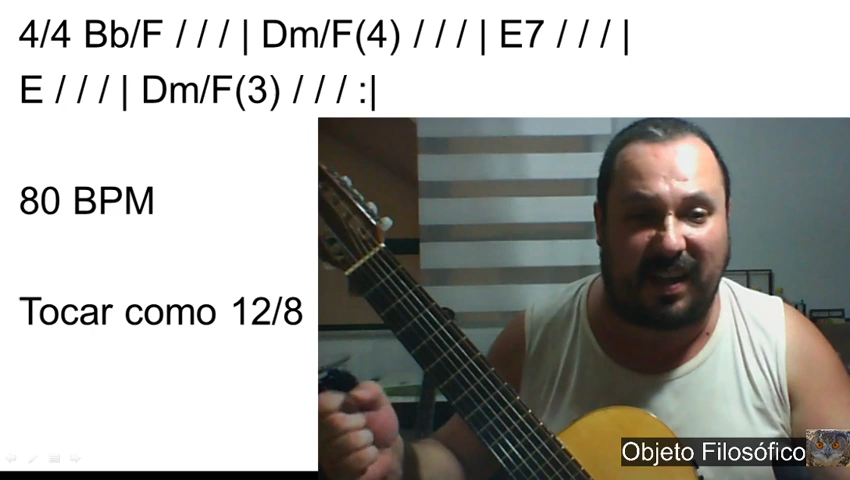 4/4 Bb/F / / / | Dm/F(4) / / / | E7 / / / |
E / / / | Dm/F(3) / / / :|
80 BPM
Tocar como 12/8
Objeto Filosófico